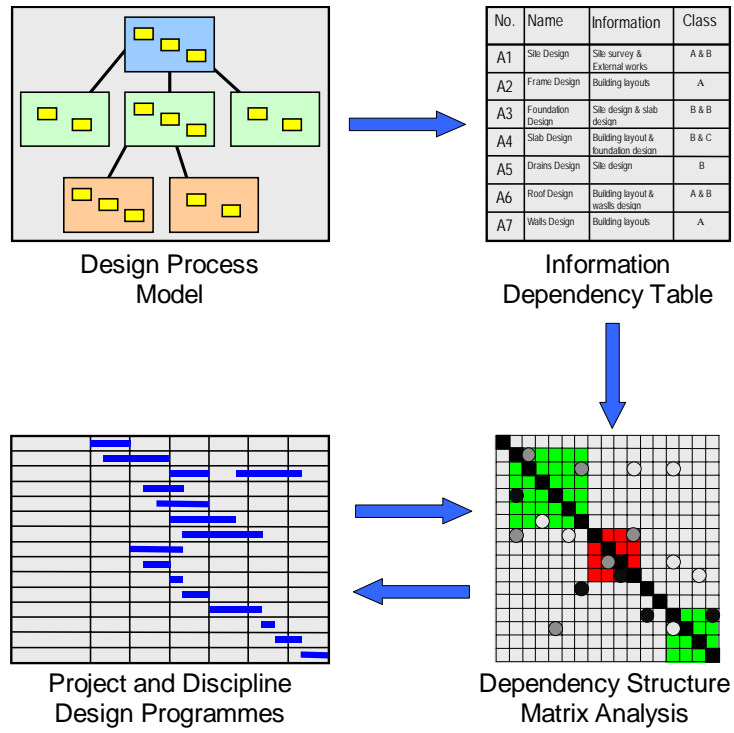 No. Name Information Class
A1 Site Design Site survey & A & B
External works
A2 Frame Design Building layouts A
A3 Foundation Site design & slab B & B
Design design
A4 Slab Design Building layout & B & C
foundation design
A5 Drains Design Site design B
A6 Roof Design Building layout & A & B
waslls design
A7 Walls Design Building layouts A
Design Process
Model
Information
Dependency Table
Project and Discipline
Design Programmes
Dependency Structure
Matrix Analysis